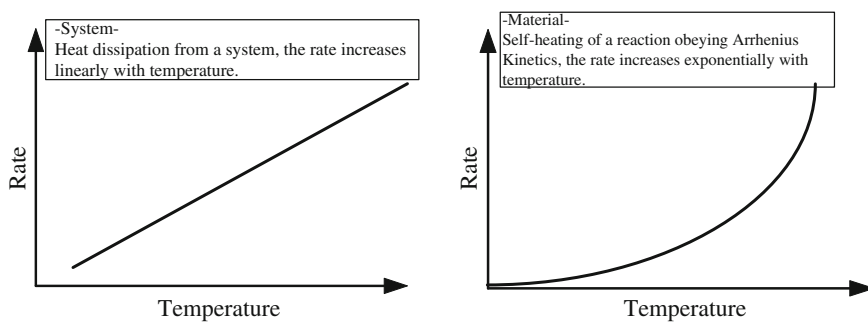 -System-
Heat dissipation from a system, the rate increases
linearly with temperature.
Rate
Temperature
-Material-
Self-heating of a reaction obeying Arrhenius
Kinetics, the rate increases exponentially with
temperature.
Rate
Temperature